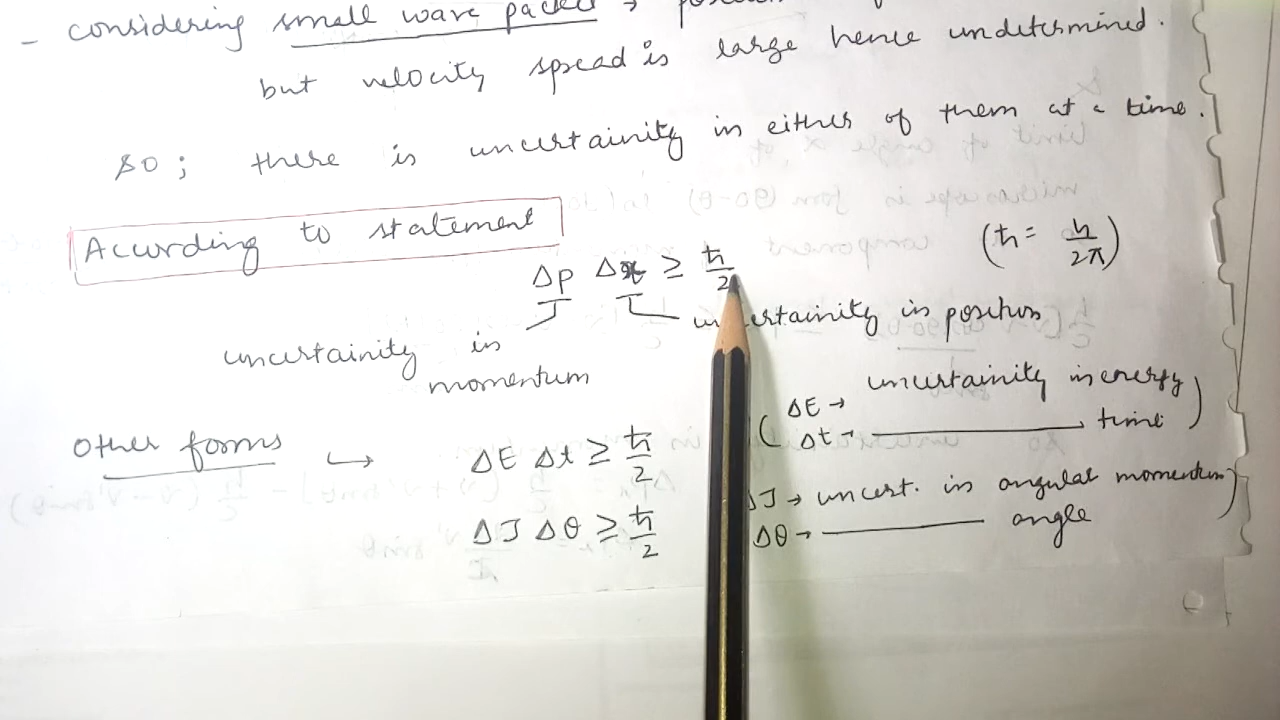 - considering small wave packet →
but velocity spread is large hence undetermined.
so ; there is uncertainity in either of them at a time.
According to statement
Δp Δx ≥ ħ/2 (ħ = h/2π)
uncertainity in position
uncertainity in momentum
Other forms ↳ ΔE Δt ≥ ħ/2 (ΔE → uncertainity in energy
Δt → ———— time)
ΔJ Δθ ≥ ħ/2 ΔJ → uncert. in angular momentum)
Δθ → ———— angle